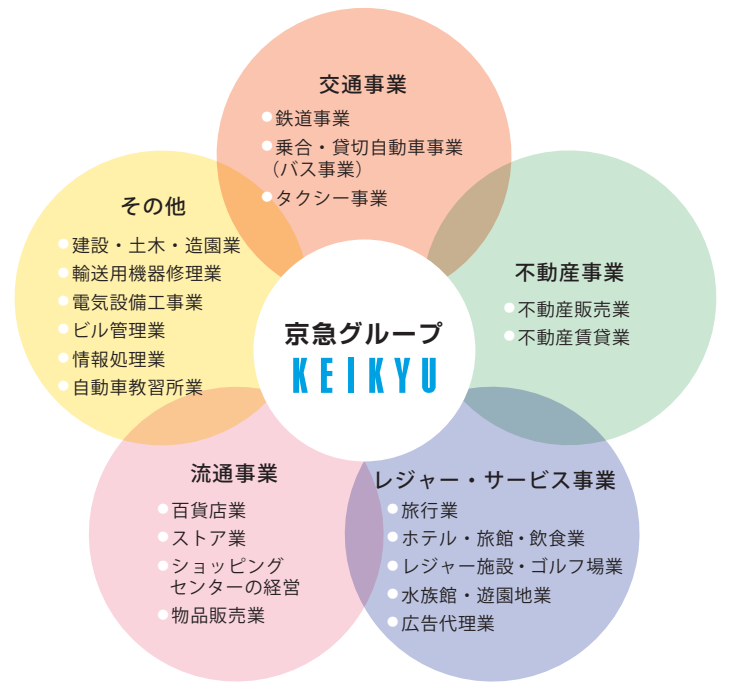 交通事業
鉄道事業
乗合・貸切自動車事業
（バス事業）
タクシー事業
その他
建設・土木・造園業
輸送用機器修理業
電気設備工事業
ビル管理業
情報処理業
自動車教習所業
不動産事業
不動産販売業
不動産賃貸業
京急グループ
KEIKYU
流通事業
百貨店業
ストア業
ショッピング
センターの経営
物品販売業
レジャー・サービス事業
旅行業
ホテル・旅館・飲食業
レジャー施設・ゴルフ場業
水族館・遊園地業
広告代理業